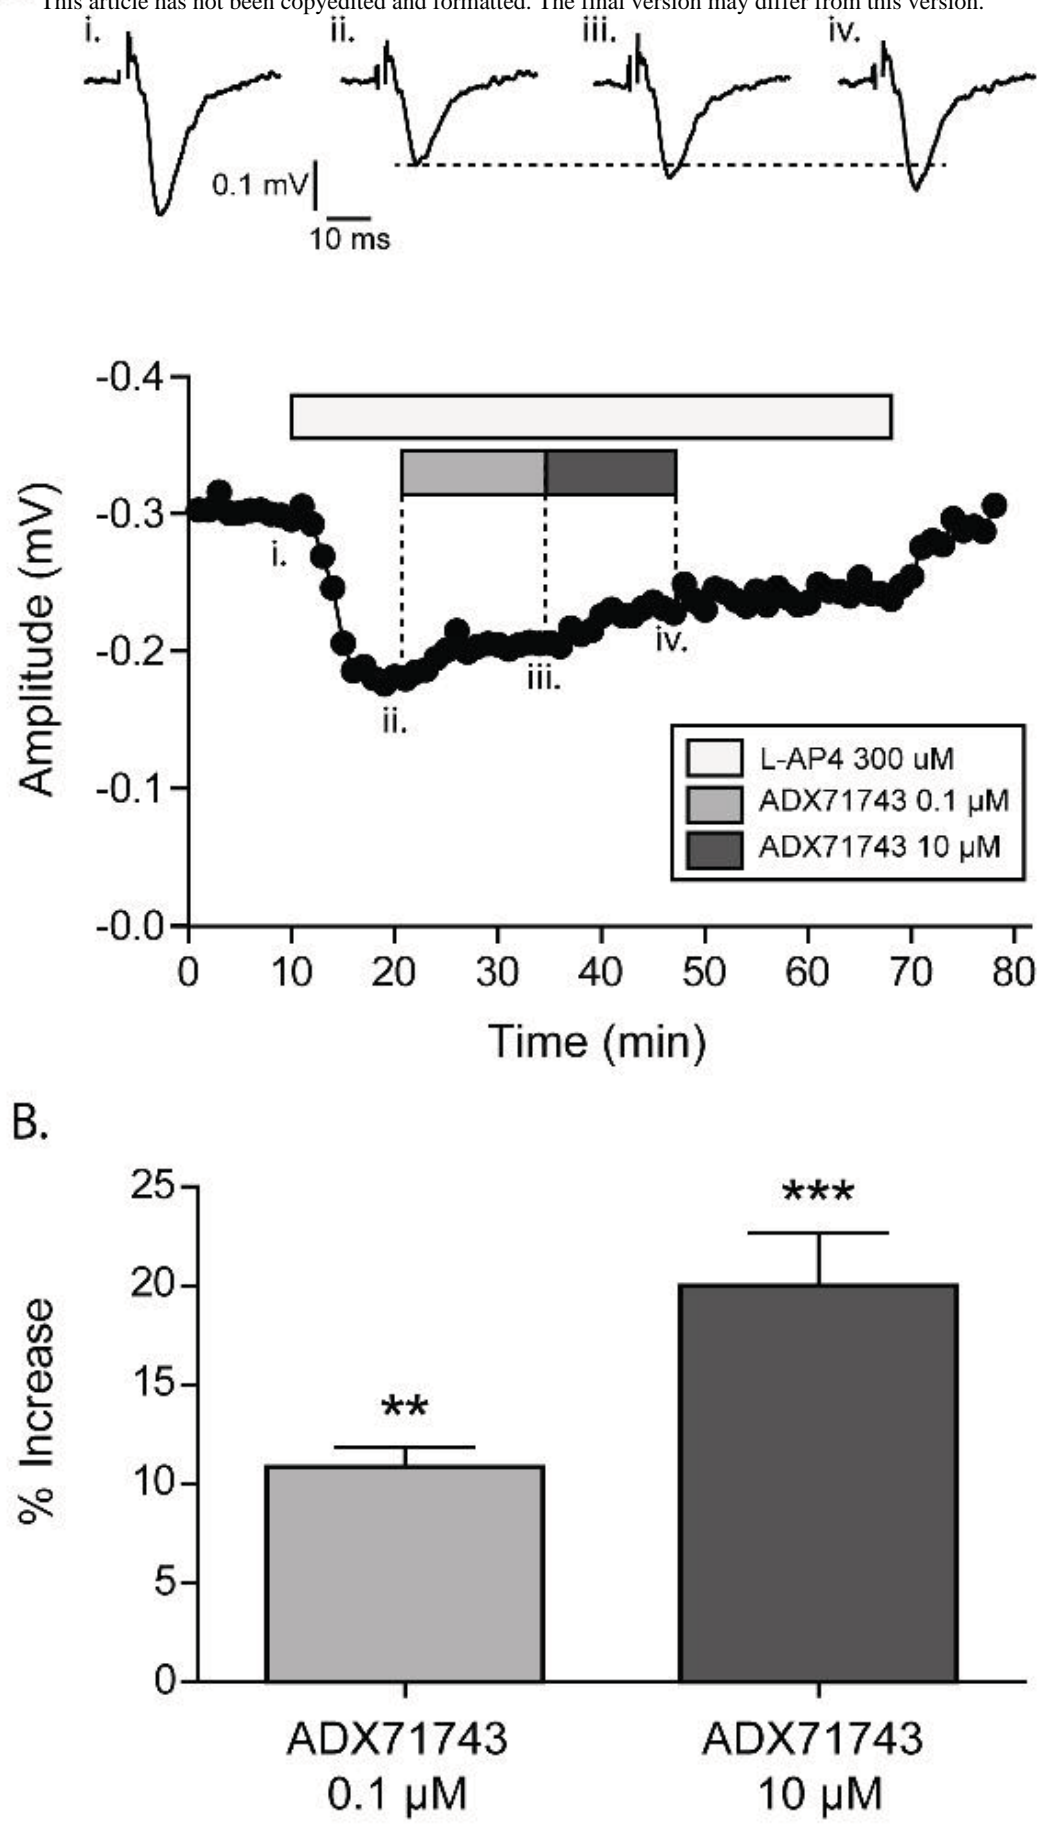 This article has not been copyedited and formatted. The final version may differ from this version.
i. ii. iii. iv.
0.1 mV
10 ms
-0.4
-0.3
-0.2
-0.1
-0.0
Amplitude (mV)
i.
ii.
iii.
iv.
L-AP4 300 uM
ADX71743 0.1 µM
ADX71743 10 µM
0 10 20 30 40 50 60 70 80
Time (min)
B.
25
20
15
10
5
0
% Increase
**
***
ADX71743
0.1 µM
ADX71743
10 µM